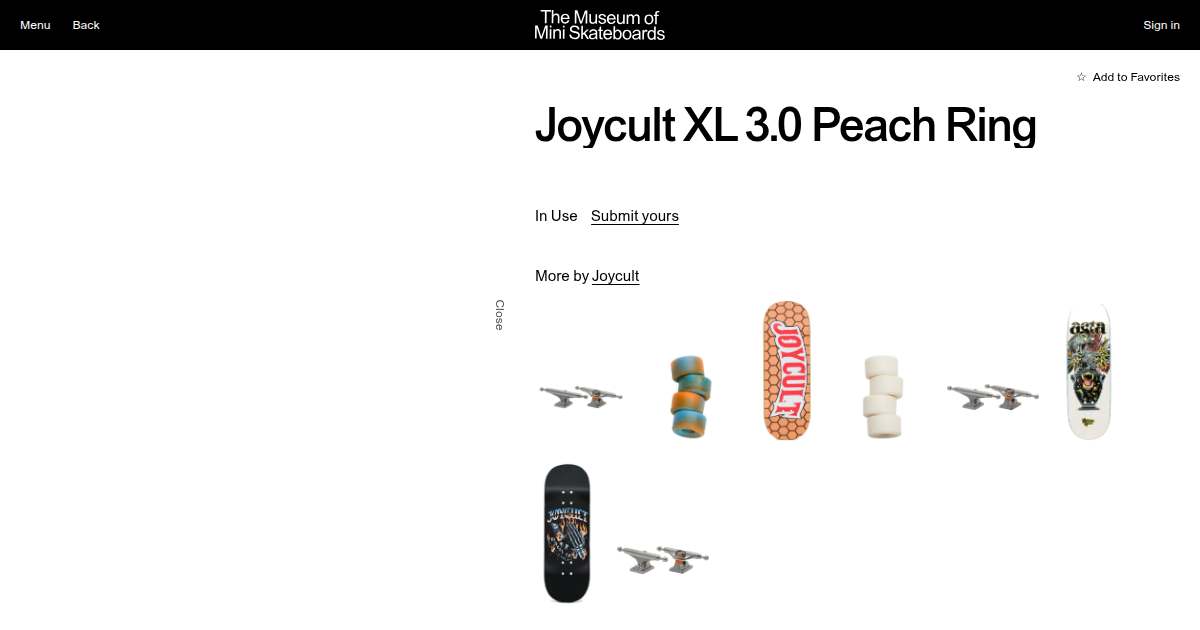 Menu
Back
The Museum of
Mini Skateboards
Sign in
☆ Add to Favorites
Joycult XL 3.0 Peach Ring
In Use Submit yours
More by Joycult
Close
JOYCULT
asta
JOYCULT